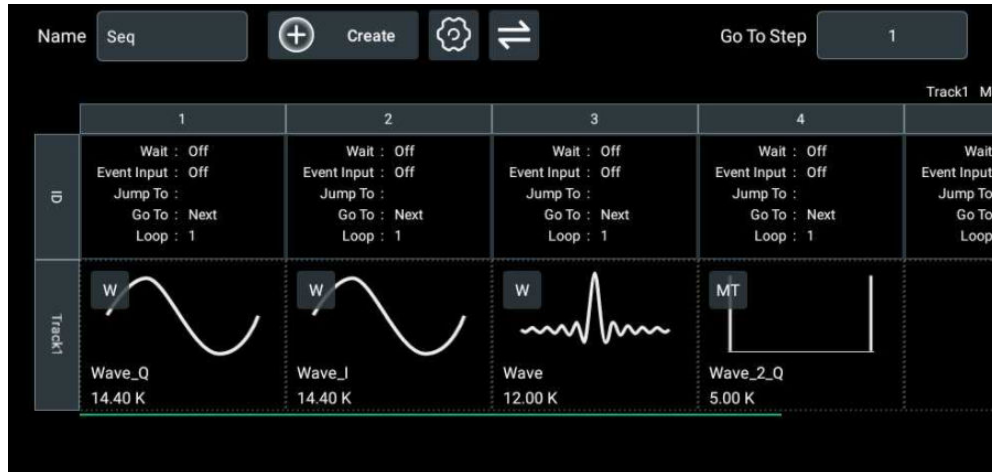 Name Seq Create Go To Step 1
Track1 M
1 2 3 4
ID
Wait : Off Wait : Off Wait : Off Wait : Off Wait
Event Input : Off Event Input : Off Event Input : Off Event Input : Off Event Input
Jump To : Jump To : Jump To : Jump To : Jump To
Go To : Next Go To : Next Go To : Next Go To : Next Go To
Loop : 1 Loop : 1 Loop : 1 Loop : 1 Loop
Track1
W W W MT
Wave_Q Wave_I Wave Wave_2_Q
14.40 K 14.40 K 12.00 K 5.00 K